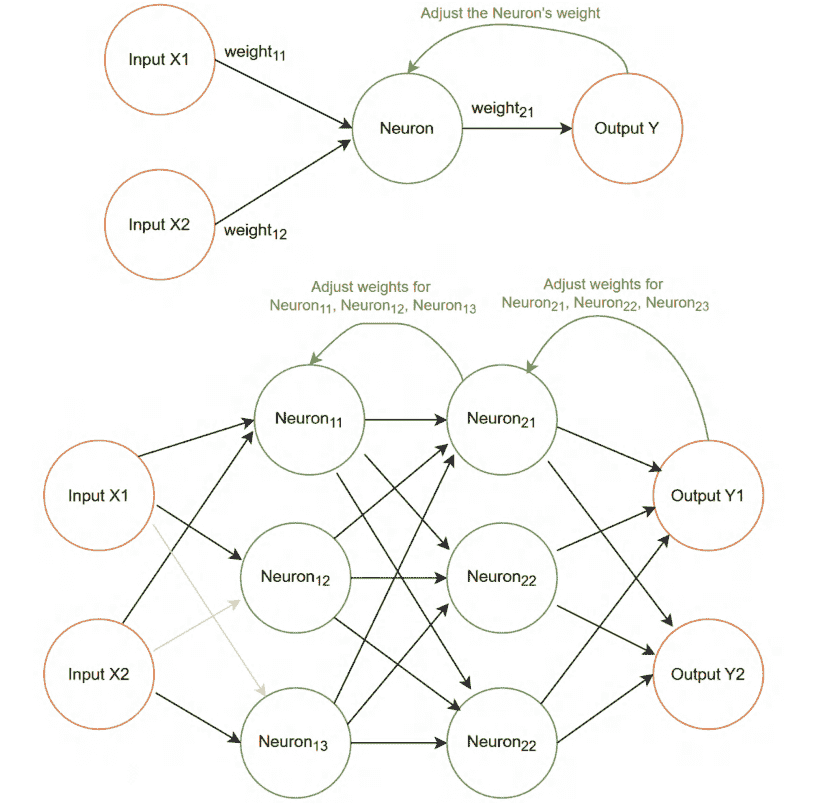 Adjust the Neuron's weight
Input X1
weight11
Neuron
weight21
Output Y
Input X2
weight12
Adjust weights for
Neuron11, Neuron12, Neuron13
Adjust weights for
Neuron21, Neuron22, Neuron23
Neuron11
Neuron21
Input X1
Output Y1
Neuron12
Neuron22
Input X2
Output Y2
Neuron13
Neuron22